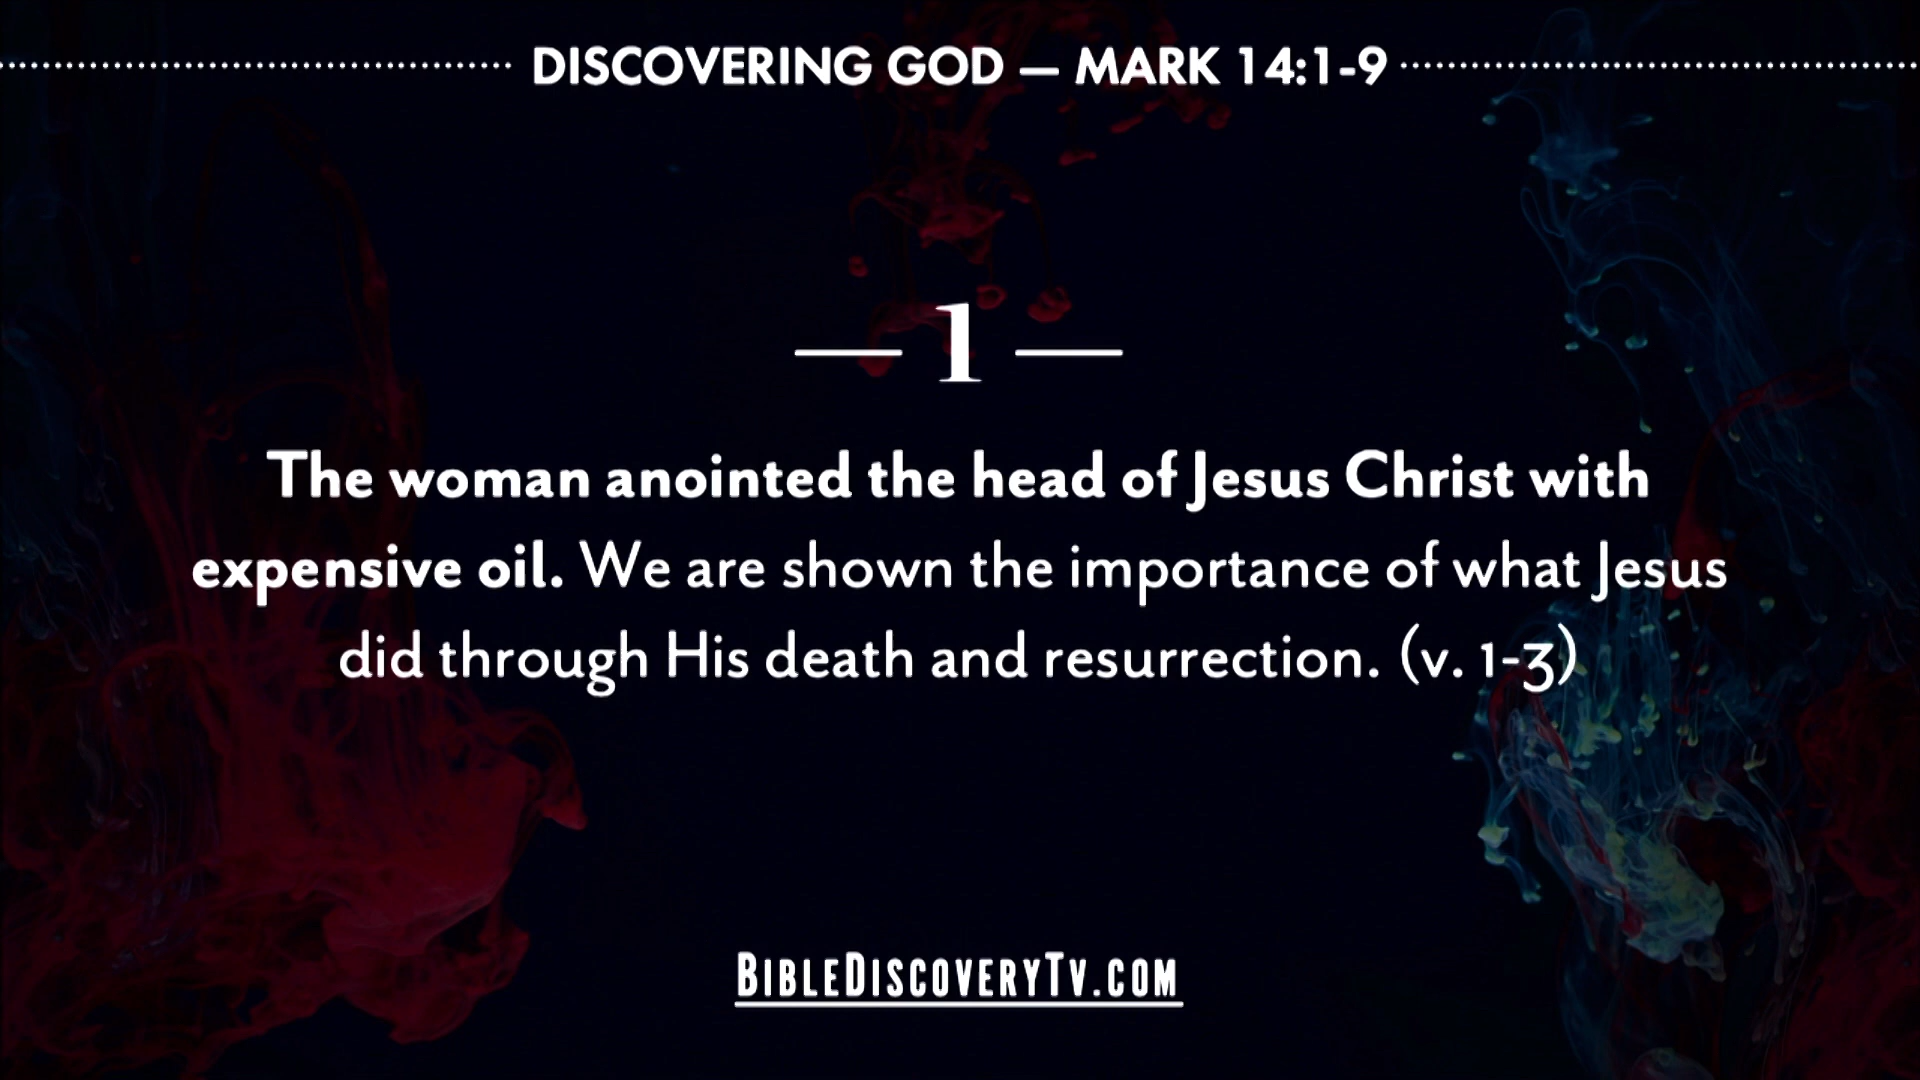 DISCOVERING GOD — MARK 14:1-9
— 1 —
The woman anointed the head of Jesus Christ with
expensive oil. We are shown the importance of what Jesus
did through His death and resurrection. (v. 1-3)
BIBLEDISCOVERYTV.COM